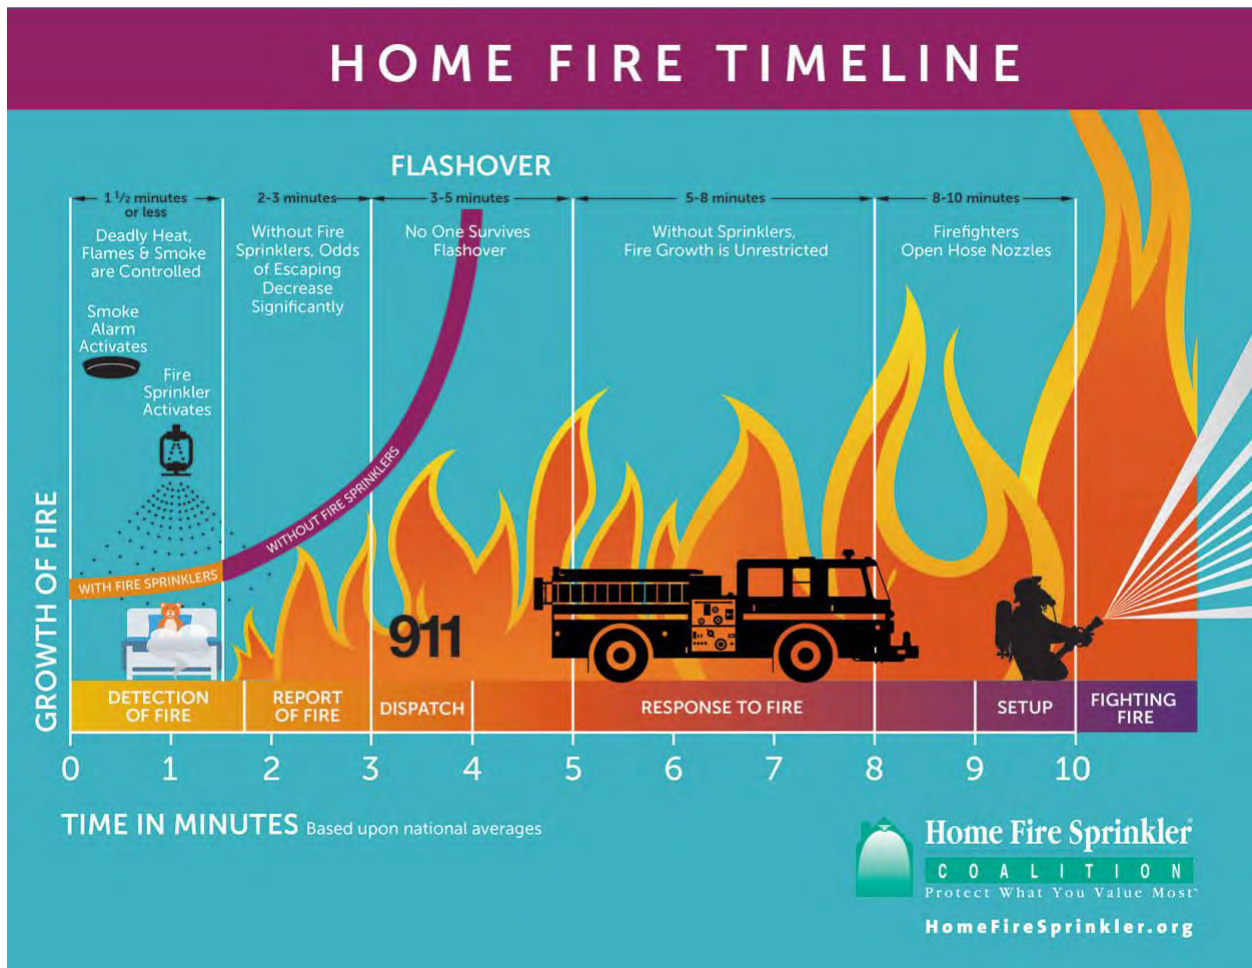 HOME FIRE TIMELINE
FLASHOVER
1 1/2 minutes
or less
Deadly Heat,
Flames & Smoke
are Controlled
Smoke
Alarm
Activates
Fire
Sprinkler
Activates
2-3 minutes
Without Fire
Sprinklers, Odds
of Escaping
Decrease
Significantly
3-5 minutes
No One Survives
Flashover
5-8 minutes
Without Sprinklers,
Fire Growth is Unrestricted
8-10 minutes
Firefighters
Open Hose Nozzles
GROWTH OF FIRE
WITH FIRE SPRINKLERS
WITHOUT FIRE SPRINKLERS
911
DETECTION
OF FIRE
REPORT
OF FIRE
DISPATCH
RESPONSE TO FIRE
SETUP
FIGHTING
FIRE
0 1 2 3 4 5 6 7 8 9 10
TIME IN MINUTES Based upon national averages
Home Fire Sprinkler®
COALITION
Protect What You Value Most™
HomeFireSprinkler.org